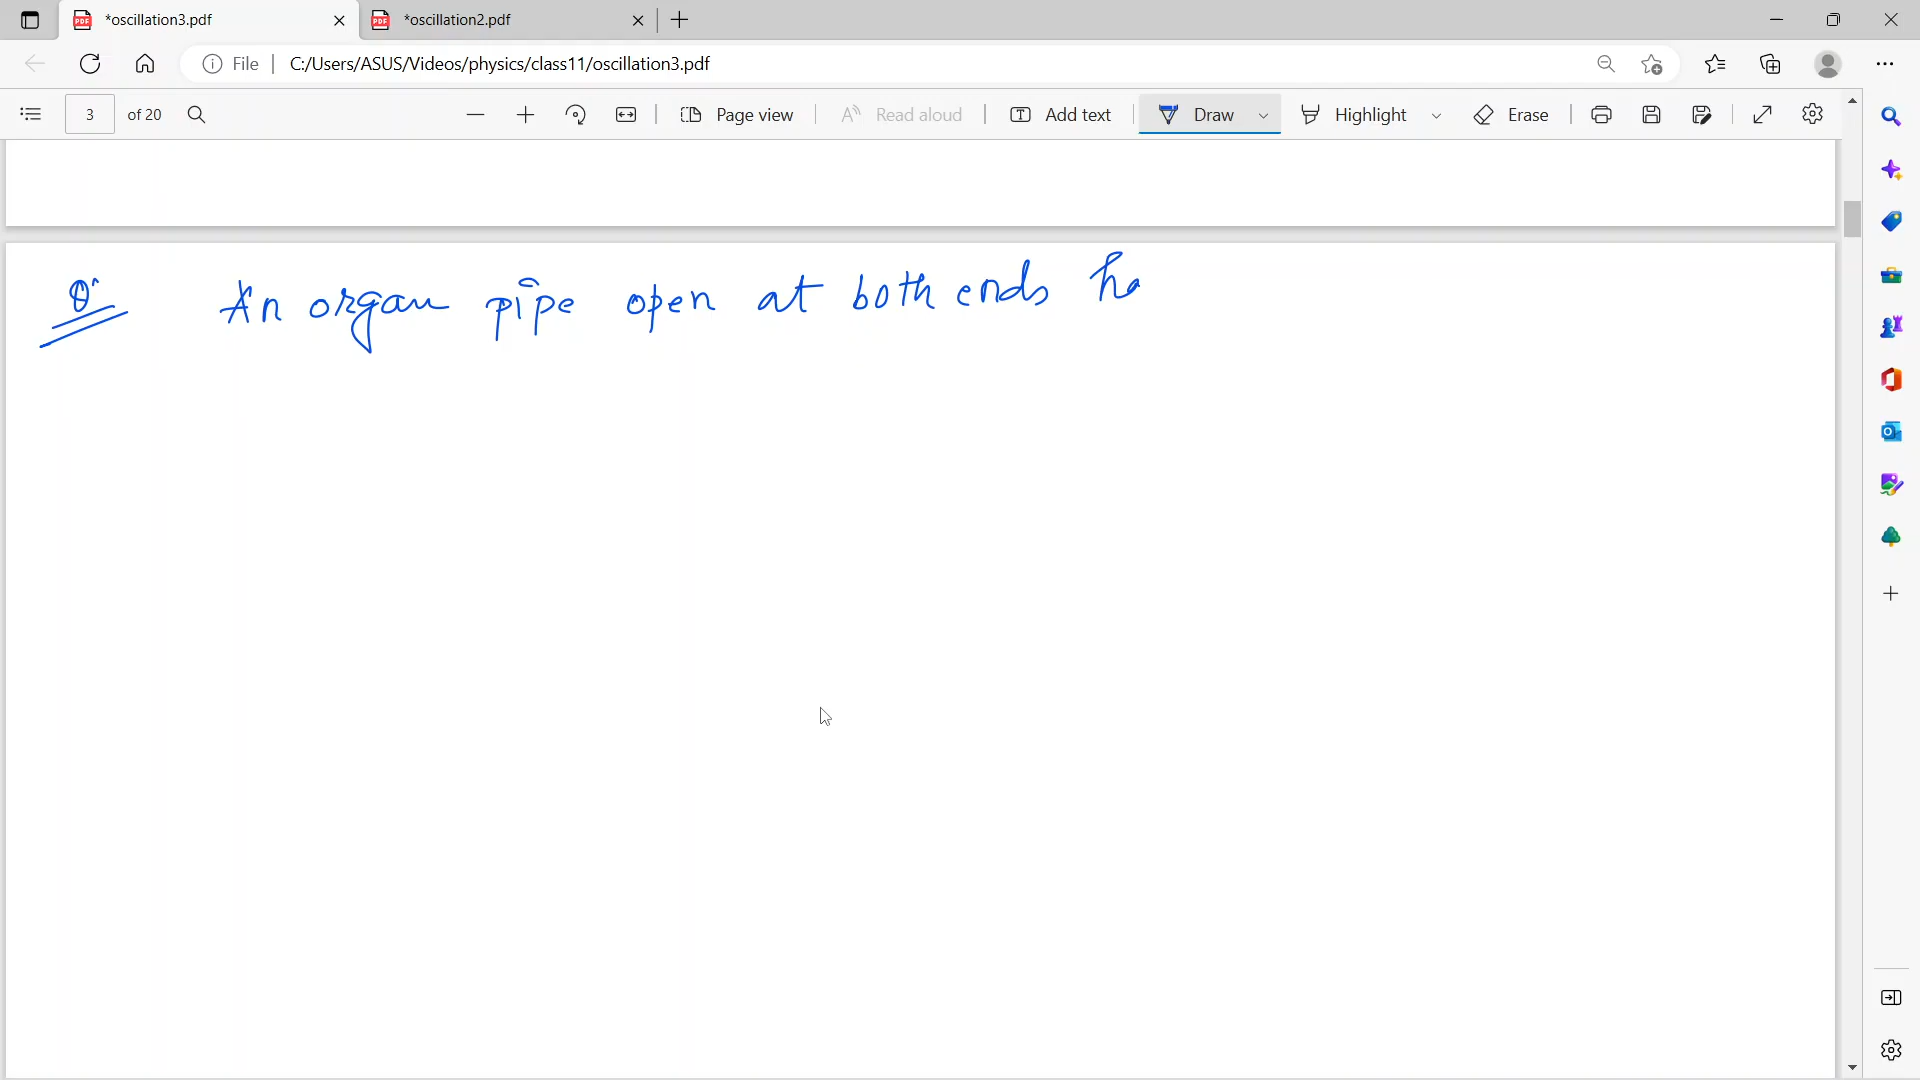 *oscillation3.pdf
*oscillation2.pdf
File
C:/Users/ASUS/Videos/physics/class11/oscillation3.pdf
3 of 20
Page view
Read aloud
Add text
Draw
Highlight
Erase
Q. An organ pipe open at both ends ha